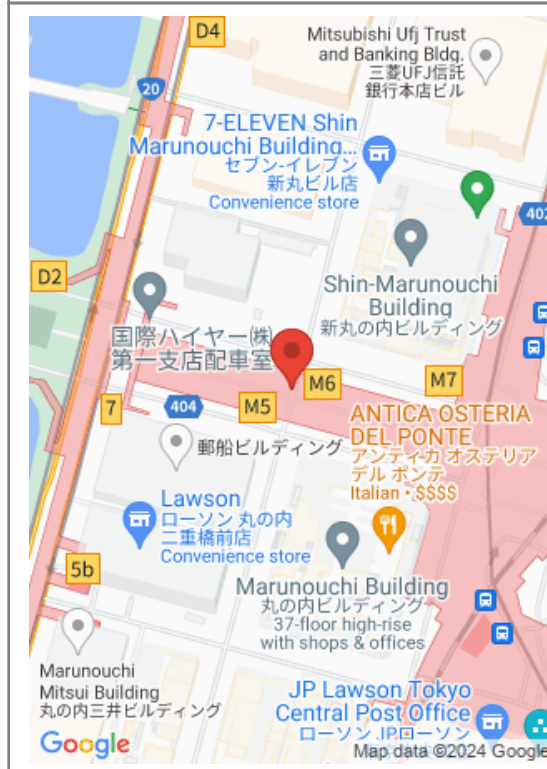 D4
Mitsubishi Ufj Trust
and Banking Bldg.
三菱UFJ信託
銀行本店ビル
20
7-ELEVEN Shin
Marunouchi Building...
セブン-イレブン
新丸ビル店
Convenience store
402
D2
Shin-Marunouchi
Building
新丸の内ビルディング
国際ハイヤー㈱
第一支店配車室
M6
M7
7
404
M5
ANTICA OSTERIA
DEL PONTE
アンティカ オステリア
デル ポンテ
Italian • $$$$
郵船ビルディング
Lawson
ローソン 丸の内
二重橋前店
Convenience store
5b
Marunouchi Building
丸の内ビルディング
37-floor high-rise
with shops & offices
Marunouchi
Mitsui Building
丸の内三井ビルディング
JP Lawson Tokyo
Central Post Office
ローソン JPローソン
Google
Map data ©2024 Google